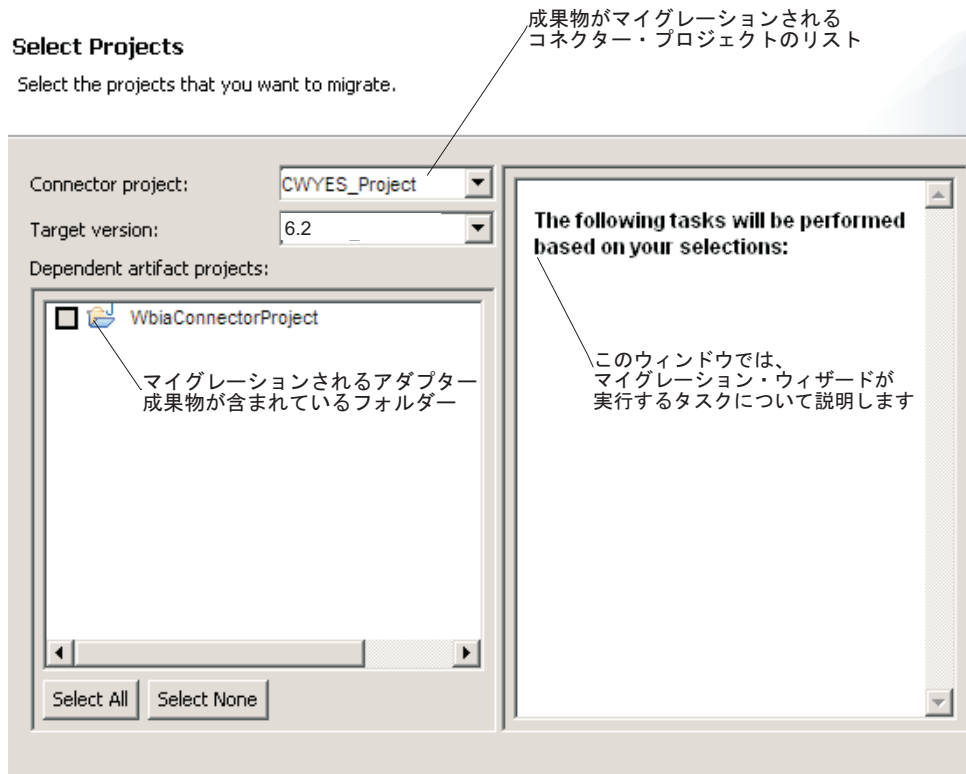 成果物がマイグレーションされる
コネクター・プロジェクトのリスト
Select Projects
Select the projects that you want to migrate.
Connector project:
CWYES_Project
Target version:
6.2 _
Dependent artifact projects:
WbiaConnectorProject
マイグレーションされるアダプター
成果物が含まれているフォルダー
Select All
Select None
The following tasks will be performed
based on your selections:
このウィンドウでは、
マイグレーション・ウィザードが
実行するタスクについて説明します